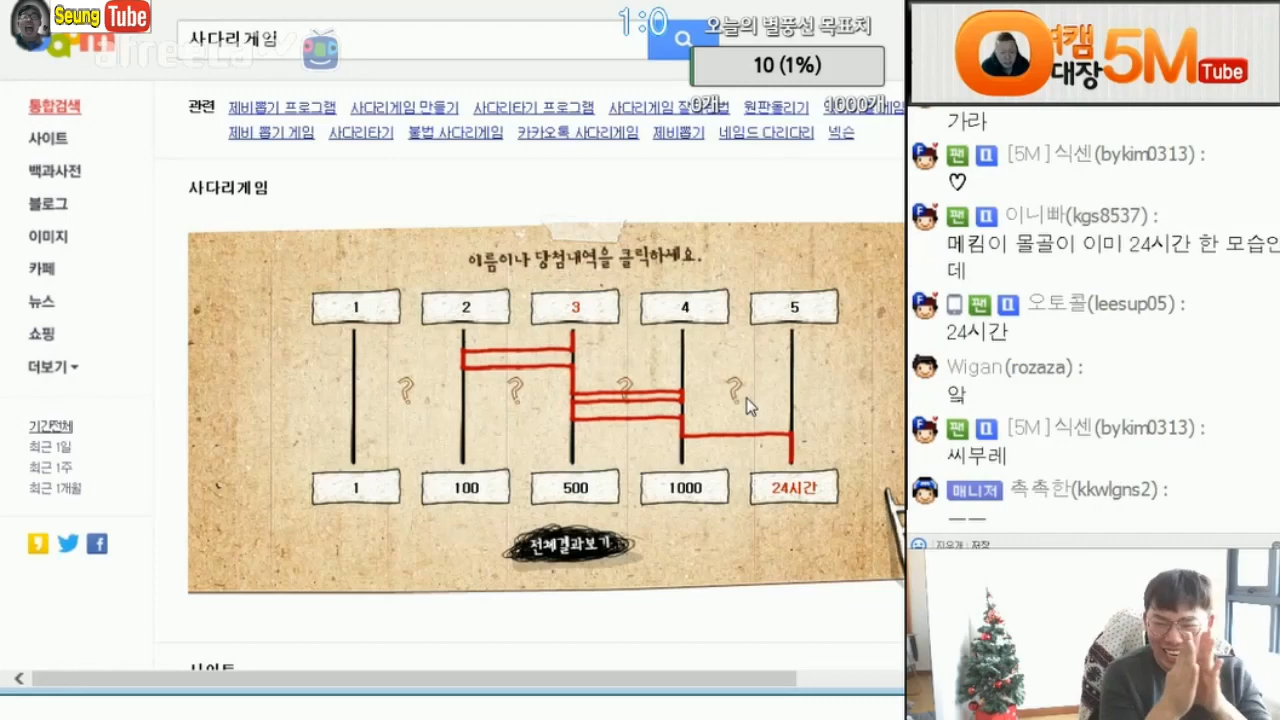 Seung Tube
사다리게임
1:0
오늘의 별풍선 목표치
10 (1%)
0개
1000개
통합검색
사이트
백과사전
블로그
이미지
카페
뉴스
쇼핑
더보기
기간전체
최근 1일
최근 1주
최근 1개월
관련 제비뽑기 프로그램 사다리게임 만들기 사다리타기 프로그램 원판돌리기
제비 뽑기 게임 사다리타기 불법 사다리게임 카카오톡 사다리게임 제비뽑기 네임드 다리다리 넥슨
사다리게임
이름이나 당첨내역을 클릭하세요.
1 2 3 4 5
? ? ? ?
1 100 500 1000 24시간
전체결과보기
사이트
대장 5M Tube
가라
팬 [5M]식센(bykim0313) :
♡
팬 이니빠(kgs8537) :
메킴이 몰골이 이미 24시간 한 모습인
데
팬 오토콜(leesup05) :
24시간
Wigan(rozaza) :
앜
팬 [5M]식센(bykim0313) :
씨부레
매니저 촉촉한(kkwlgns2) :
ㅡㅡ
지우개 저장